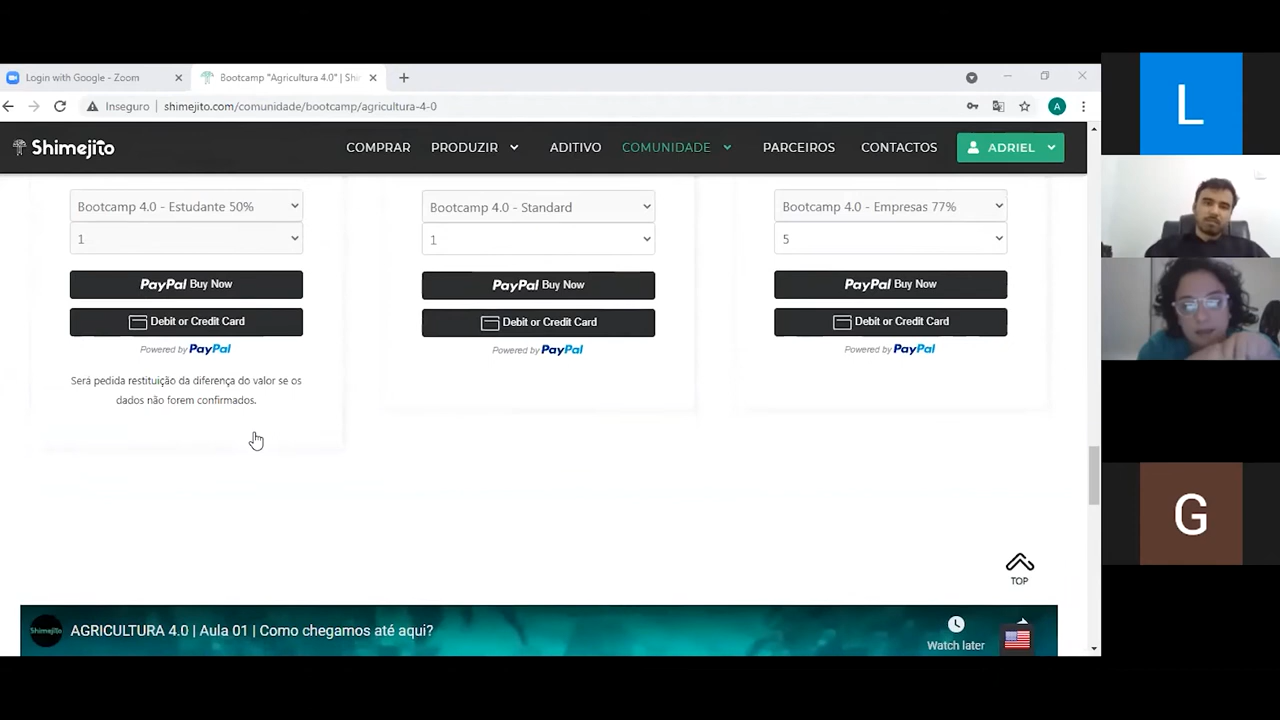 Login with Google - Zoom
Bootcamp "Agricultura 4.0" | Shi
Inseguro
shimejito.com/comunidade/bootcamp/agricultura-4-0
A
Shimejito
COMPRAR
PRODUZIR
ADITIVO
COMUNIDADE
PARCEIROS
CONTACTOS
ADRIEL
Bootcamp 4.0 - Estudante 50%
1
PayPal Buy Now
Debit or Credit Card
Powered by PayPal
Será pedida restituição da diferença do valor se os
dados não forem confirmados.
Bootcamp 4.0 - Standard
1
PayPal Buy Now
Debit or Credit Card
Powered by PayPal
Bootcamp 4.0 - Empresas 77%
5
PayPal Buy Now
Debit or Credit Card
Powered by PayPal
TOP
Shimejito
AGRICULTURA 4.0 | Aula 01 | Como chegamos até aqui?
Watch later
L
G